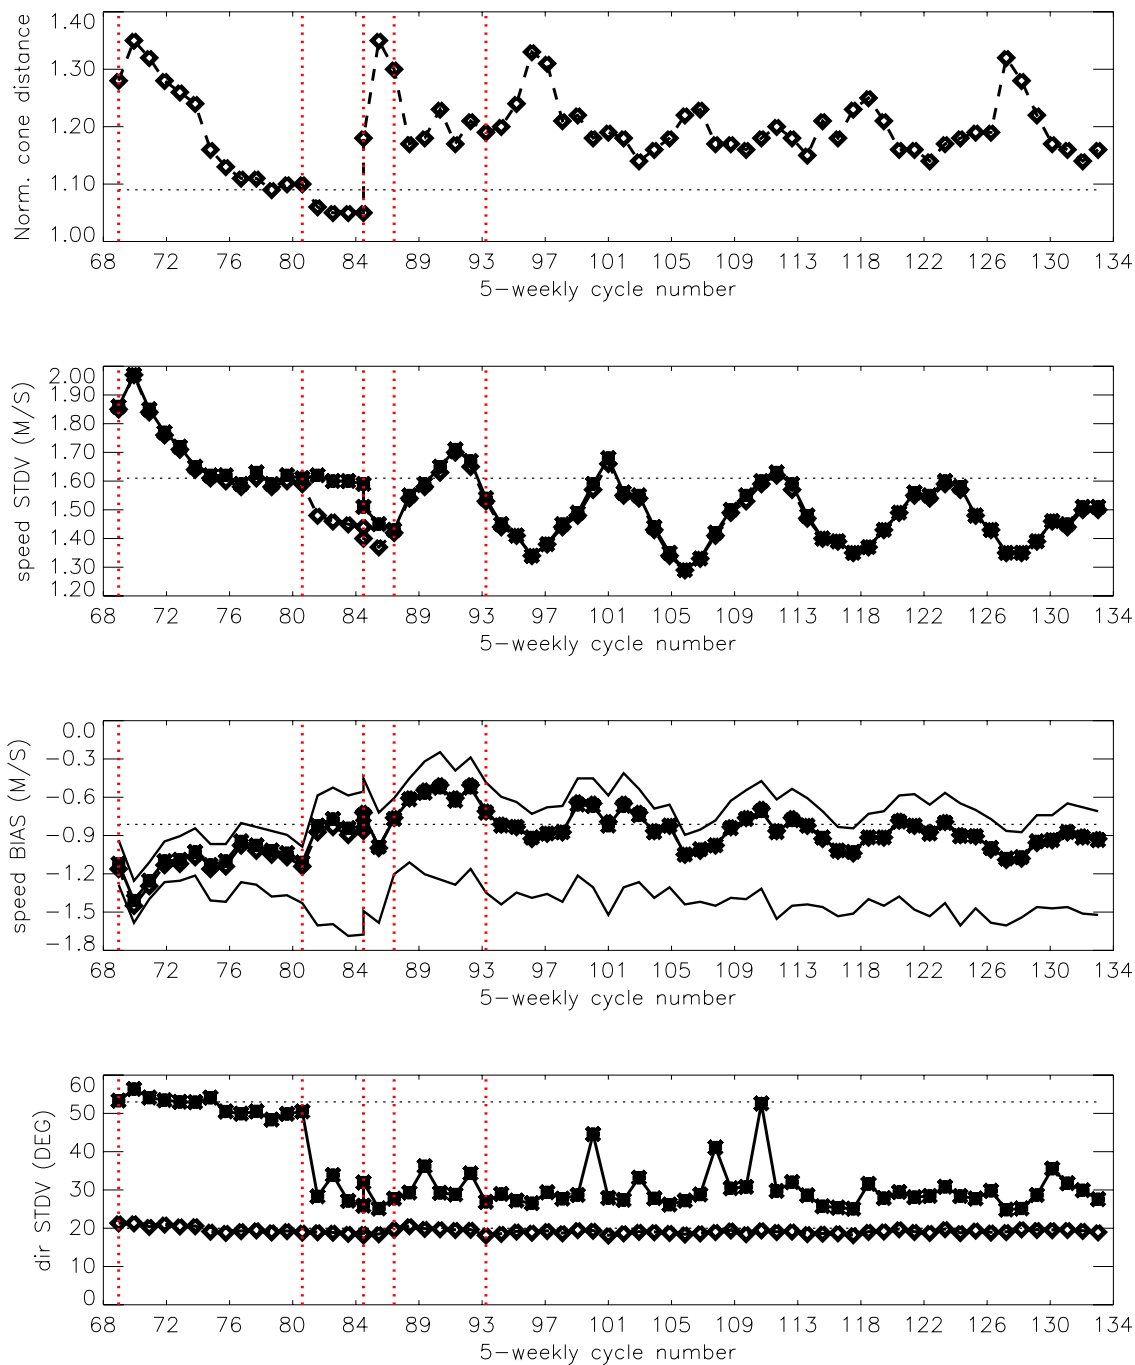 Norm. cone distance
1.40
1.30
1.20
1.10
1.00
68 72 76 80 84 89 93 97 101 105 109 113 118 122 126 130 134
5-weekly cycle number
speed STDV (M/S)
2.00
1.90
1.80
1.70
1.60
1.50
1.40
1.30
1.20
68 72 76 80 84 89 93 97 101 105 109 113 118 122 126 130 134
5-weekly cycle number
speed BIAS (M/S)
0.0
-0.3
-0.6
-0.9
-1.2
-1.5
-1.8
68 72 76 80 84 89 93 97 101 105 109 113 118 122 126 130 134
5-weekly cycle number
dir STDV (DEG)
60
50
40
30
20
10
0
68 72 76 80 84 89 93 97 101 105 109 113 118 122 126 130 134
5-weekly cycle number